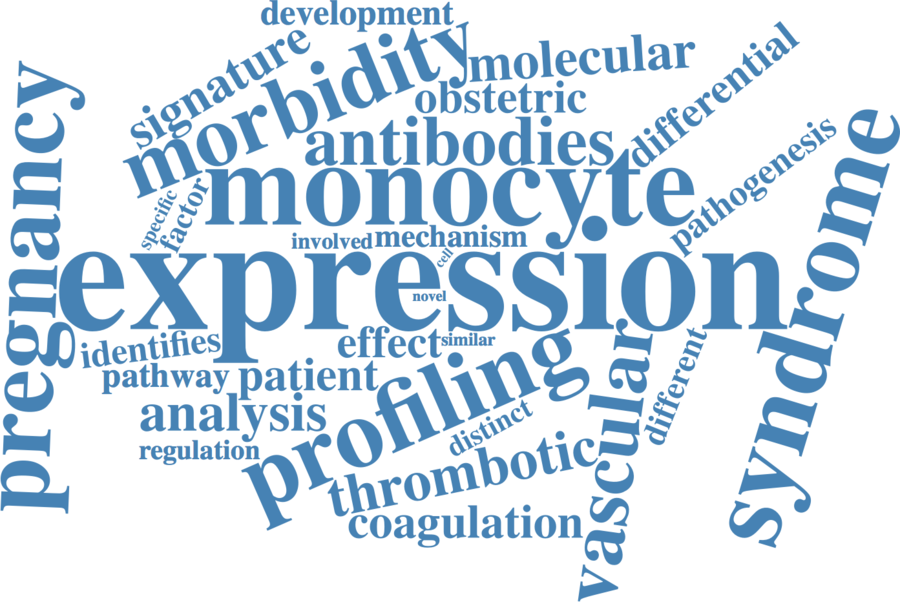 development
signature
morbidity
molecular
obstetric
differential
antibodies
pregnancy
monocyte
specific
factor
pathogenesis
syndrome
involved
mechanism
cell
expression
novel
identifies
effect
similar
pathway
patient
profiling
different
vascular
analysis
distinct
regulation
thrombotic
coagulation